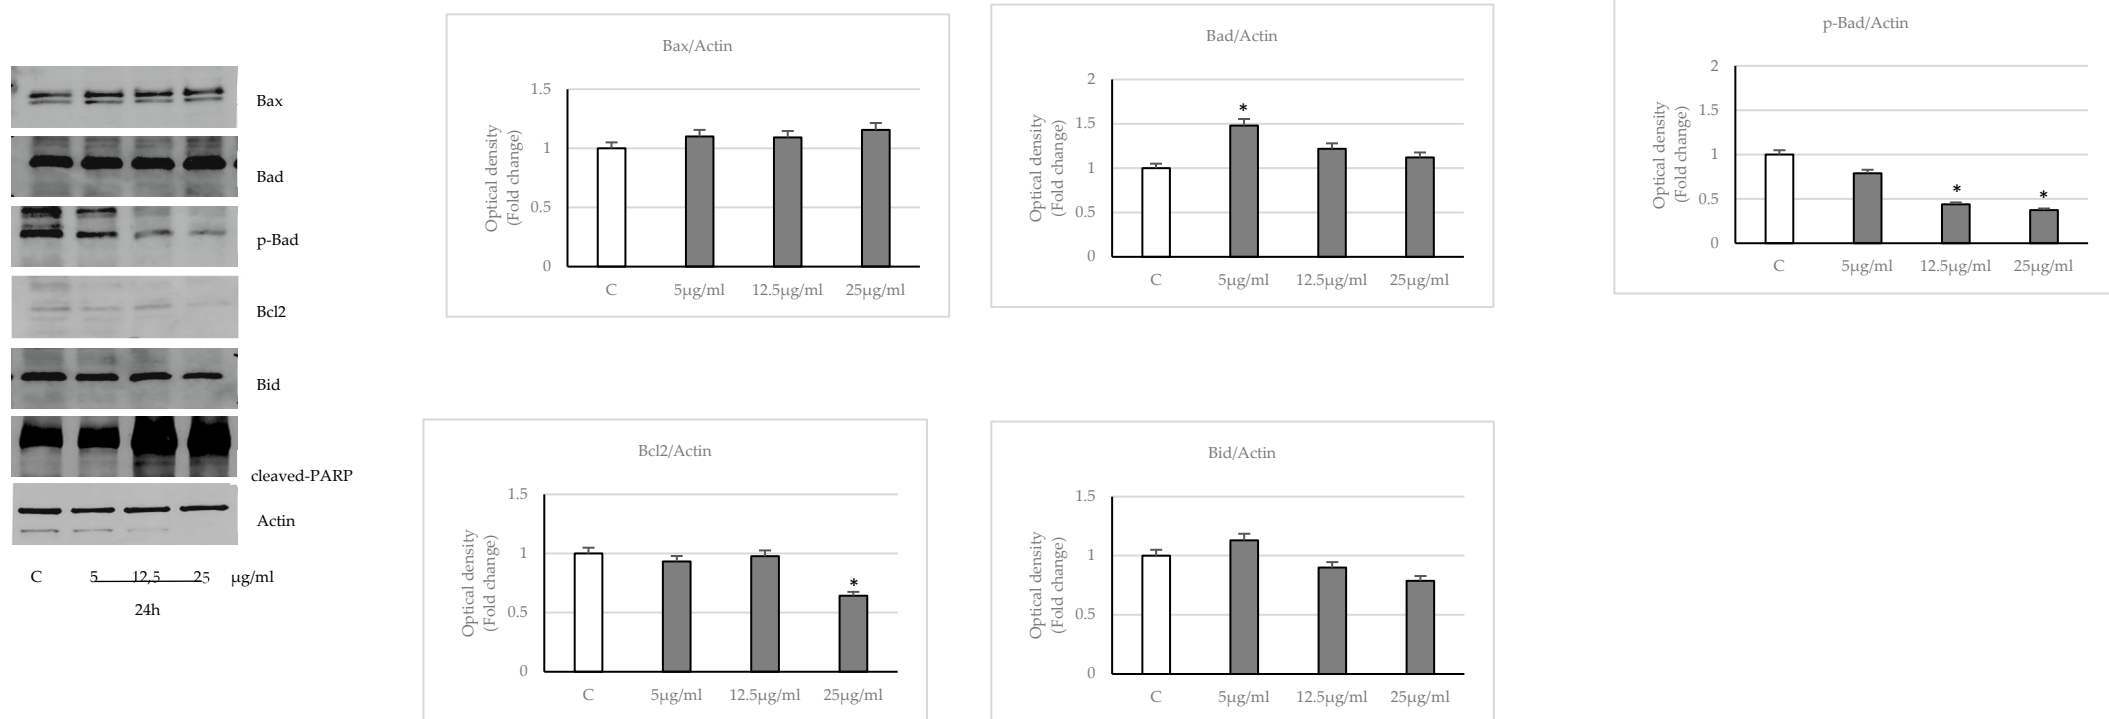 Bax
Bad
p-Bad
Bcl2
Bid
cleaved-PARP
Actin
C 5 12,5 25 µg/ml
24h
Bax/Actin
Optical density
(Fold change)
1.5
1
0.5
0
C 5µg/ml 12.5µg/ml 25µg/ml
Bad/Actin
Optical density
(Fold change)
2
1.5
1
0.5
0
*
C 5µg/ml 12.5µg/ml 25µg/ml
p-Bad/Actin
Optical density
(Fold change)
2
1.5
1
0.5
0
* *
C 5µg/ml 12.5µg/ml 25µg/ml
Bcl2/Actin
Optical density
(Fold change)
1.5
1
0.5
0
*
C 5µg/ml 12.5µg/ml 25µg/ml
Bid/Actin
Optical density
(Fold change)
1.5
1
0.5
0
C 5µg/ml 12.5µg/ml 25µg/ml